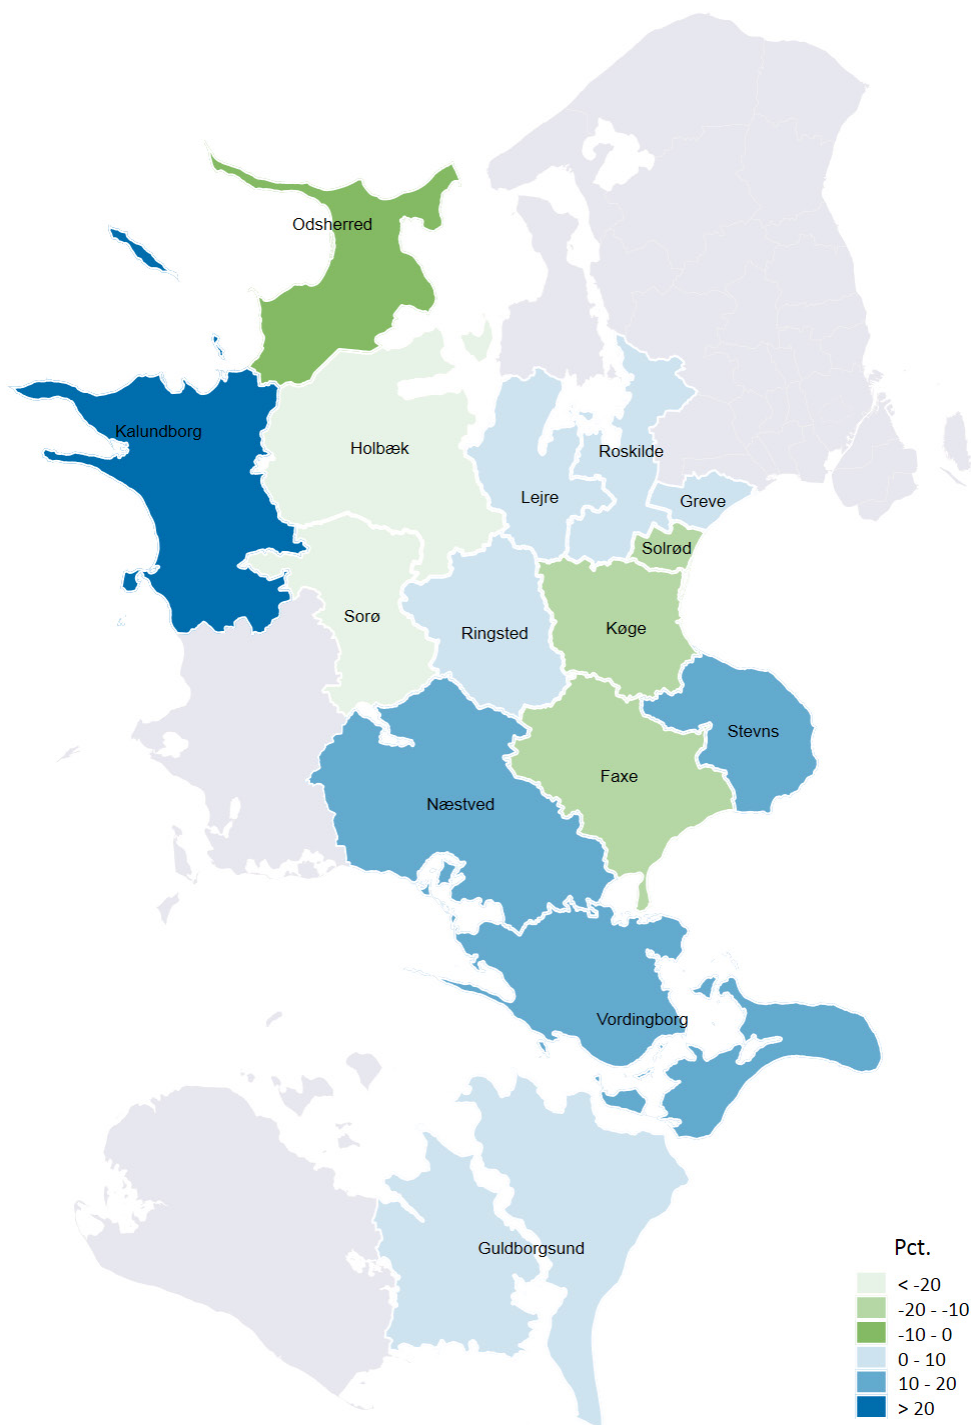 Odsherred
Kalundborg
Holbæk
Roskilde
Lejre
Greve
Solrød
Sorø
Ringsted
Køge
Stevns
Faxe
Næstved
Vordingborg
Guldborgsund
Pct.
< -20
-20 - -10
-10 - 0
0 - 10
10 - 20
> 20